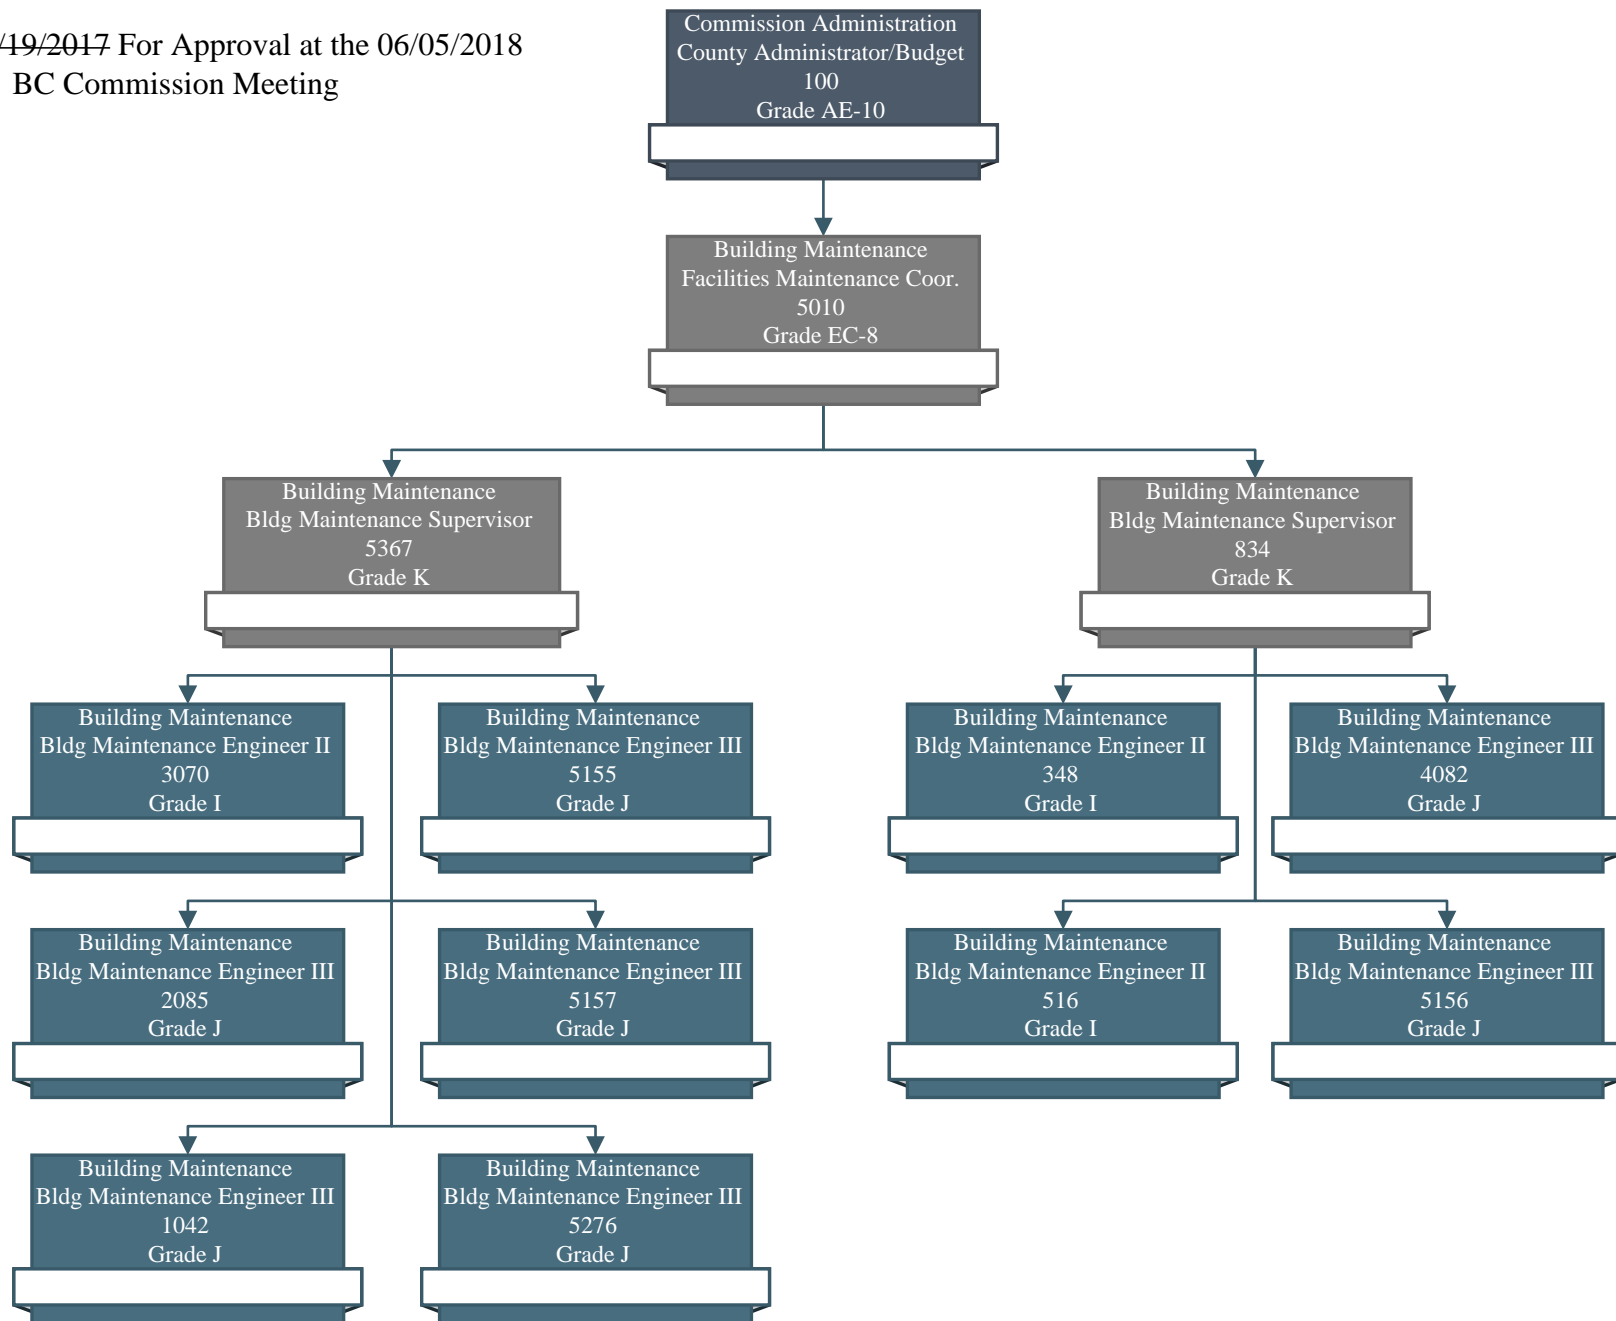 /19/2017 For Approval at the 06/05/2018
BC Commission Meeting
Commission Administration
County Administrator/Budget
100
Grade AE-10
Building Maintenance
Facilities Maintenance Coor.
5010
Grade EC-8
Building Maintenance
Bldg Maintenance Supervisor
5367
Grade K
Building Maintenance
Bldg Maintenance Supervisor
834
Grade K
Building Maintenance
Bldg Maintenance Engineer II
3070
Grade I
Building Maintenance
Bldg Maintenance Engineer III
5155
Grade J
Building Maintenance
Bldg Maintenance Engineer II
348
Grade I
Building Maintenance
Bldg Maintenance Engineer III
4082
Grade J
Building Maintenance
Bldg Maintenance Engineer III
2085
Grade J
Building Maintenance
Bldg Maintenance Engineer III
5157
Grade J
Building Maintenance
Bldg Maintenance Engineer II
516
Grade I
Building Maintenance
Bldg Maintenance Engineer III
5156
Grade J
Building Maintenance
Bldg Maintenance Engineer III
1042
Grade J
Building Maintenance
Bldg Maintenance Engineer III
5276
Grade J